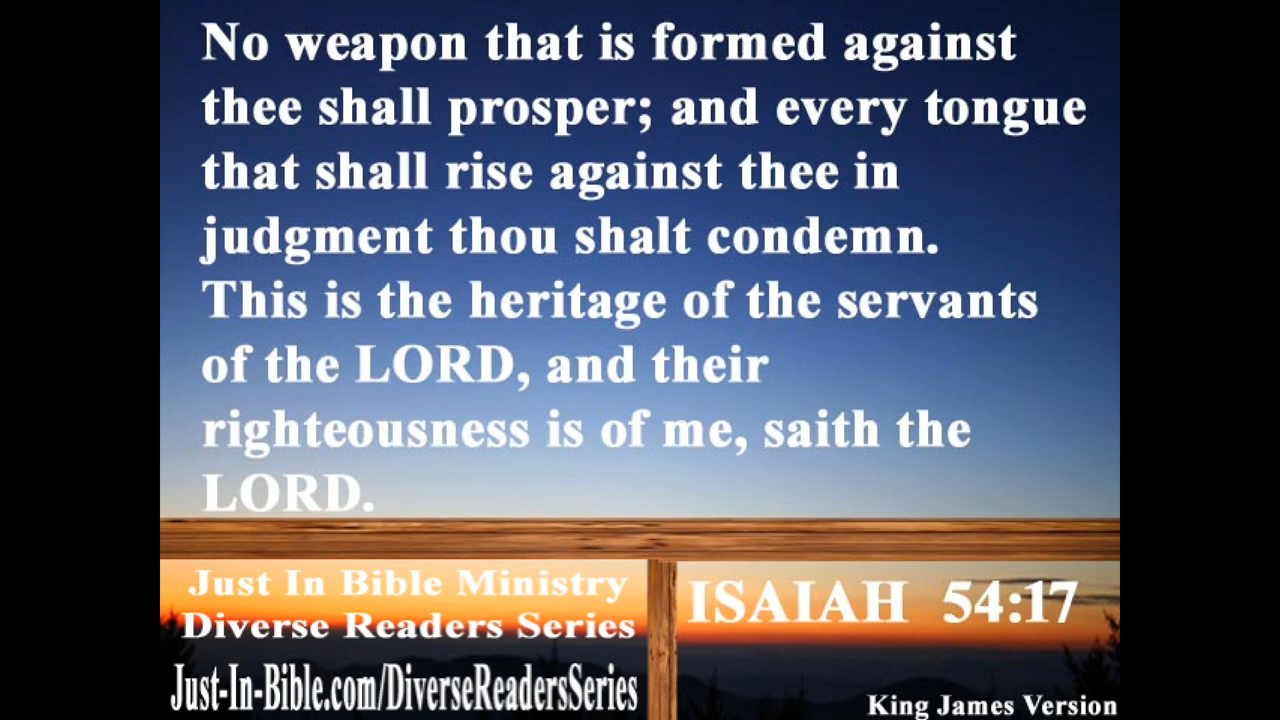 No weapon that is formed against
thee shall prosper; and every tongue
that shall rise against thee in
judgment thou shalt condemn.
This is the heritage of the servants
of the LORD, and their
righteousness is of me, saith the
LORD.
Just In Bible Ministry
Diverse Readers Series
Just-In-Bible.com/DiverseReadersSeries
ISAIAH 54:17
King James Version